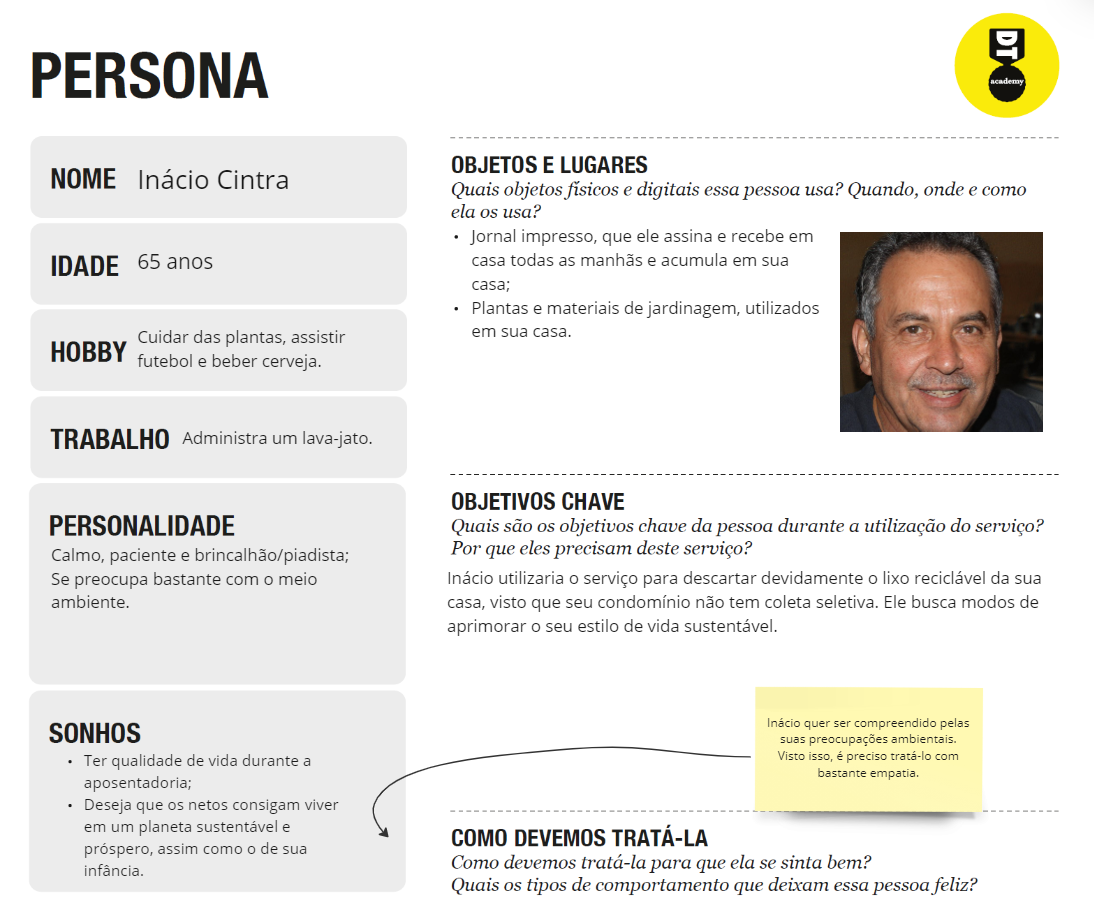 PERSONA
DT
academy
NOME Inácio Cintra
IDADE 65 anos
HOBBY Cuidar das plantas, assistir
futebol e beber cerveja.
TRABALHO Administra um lava-jato.
PERSONALIDADE
Calmo, paciente e brincalhão/piadista;
Se preocupa bastante com o meio
ambiente.
SONHOS
• Ter qualidade de vida durante a
aposentadoria;
• Deseja que os netos consigam viver
em um planeta sustentável e
próspero, assim como o de sua
infância.
OBJETOS E LUGARES
Quais objetos físicos e digitais essa pessoa usa? Quando, onde e como
ela os usa?
• Jornal impresso, que ele assina e recebe em
casa todas as manhãs e acumula em sua
casa;
• Plantas e materiais de jardinagem, utilizados
em sua casa.
OBJETIVOS CHAVE
Quais são os objetivos chave da pessoa durante a utilização do serviço?
Por que eles precisam deste serviço?
Inácio utilizaria o serviço para descartar devidamente o lixo reciclável da sua
casa, visto que seu condomínio não tem coleta seletiva. Ele busca modos de
aprimorar o seu estilo de vida sustentável.
Inácio quer ser compreendido pelas
suas preocupações ambientais.
Visto isso, é preciso tratá-lo com
bastante empatia.
COMO DEVEMOS TRATÁ-LA
Como devemos tratá-la para que ela se sinta bem?
Quais os tipos de comportamento que deixam essa pessoa feliz?